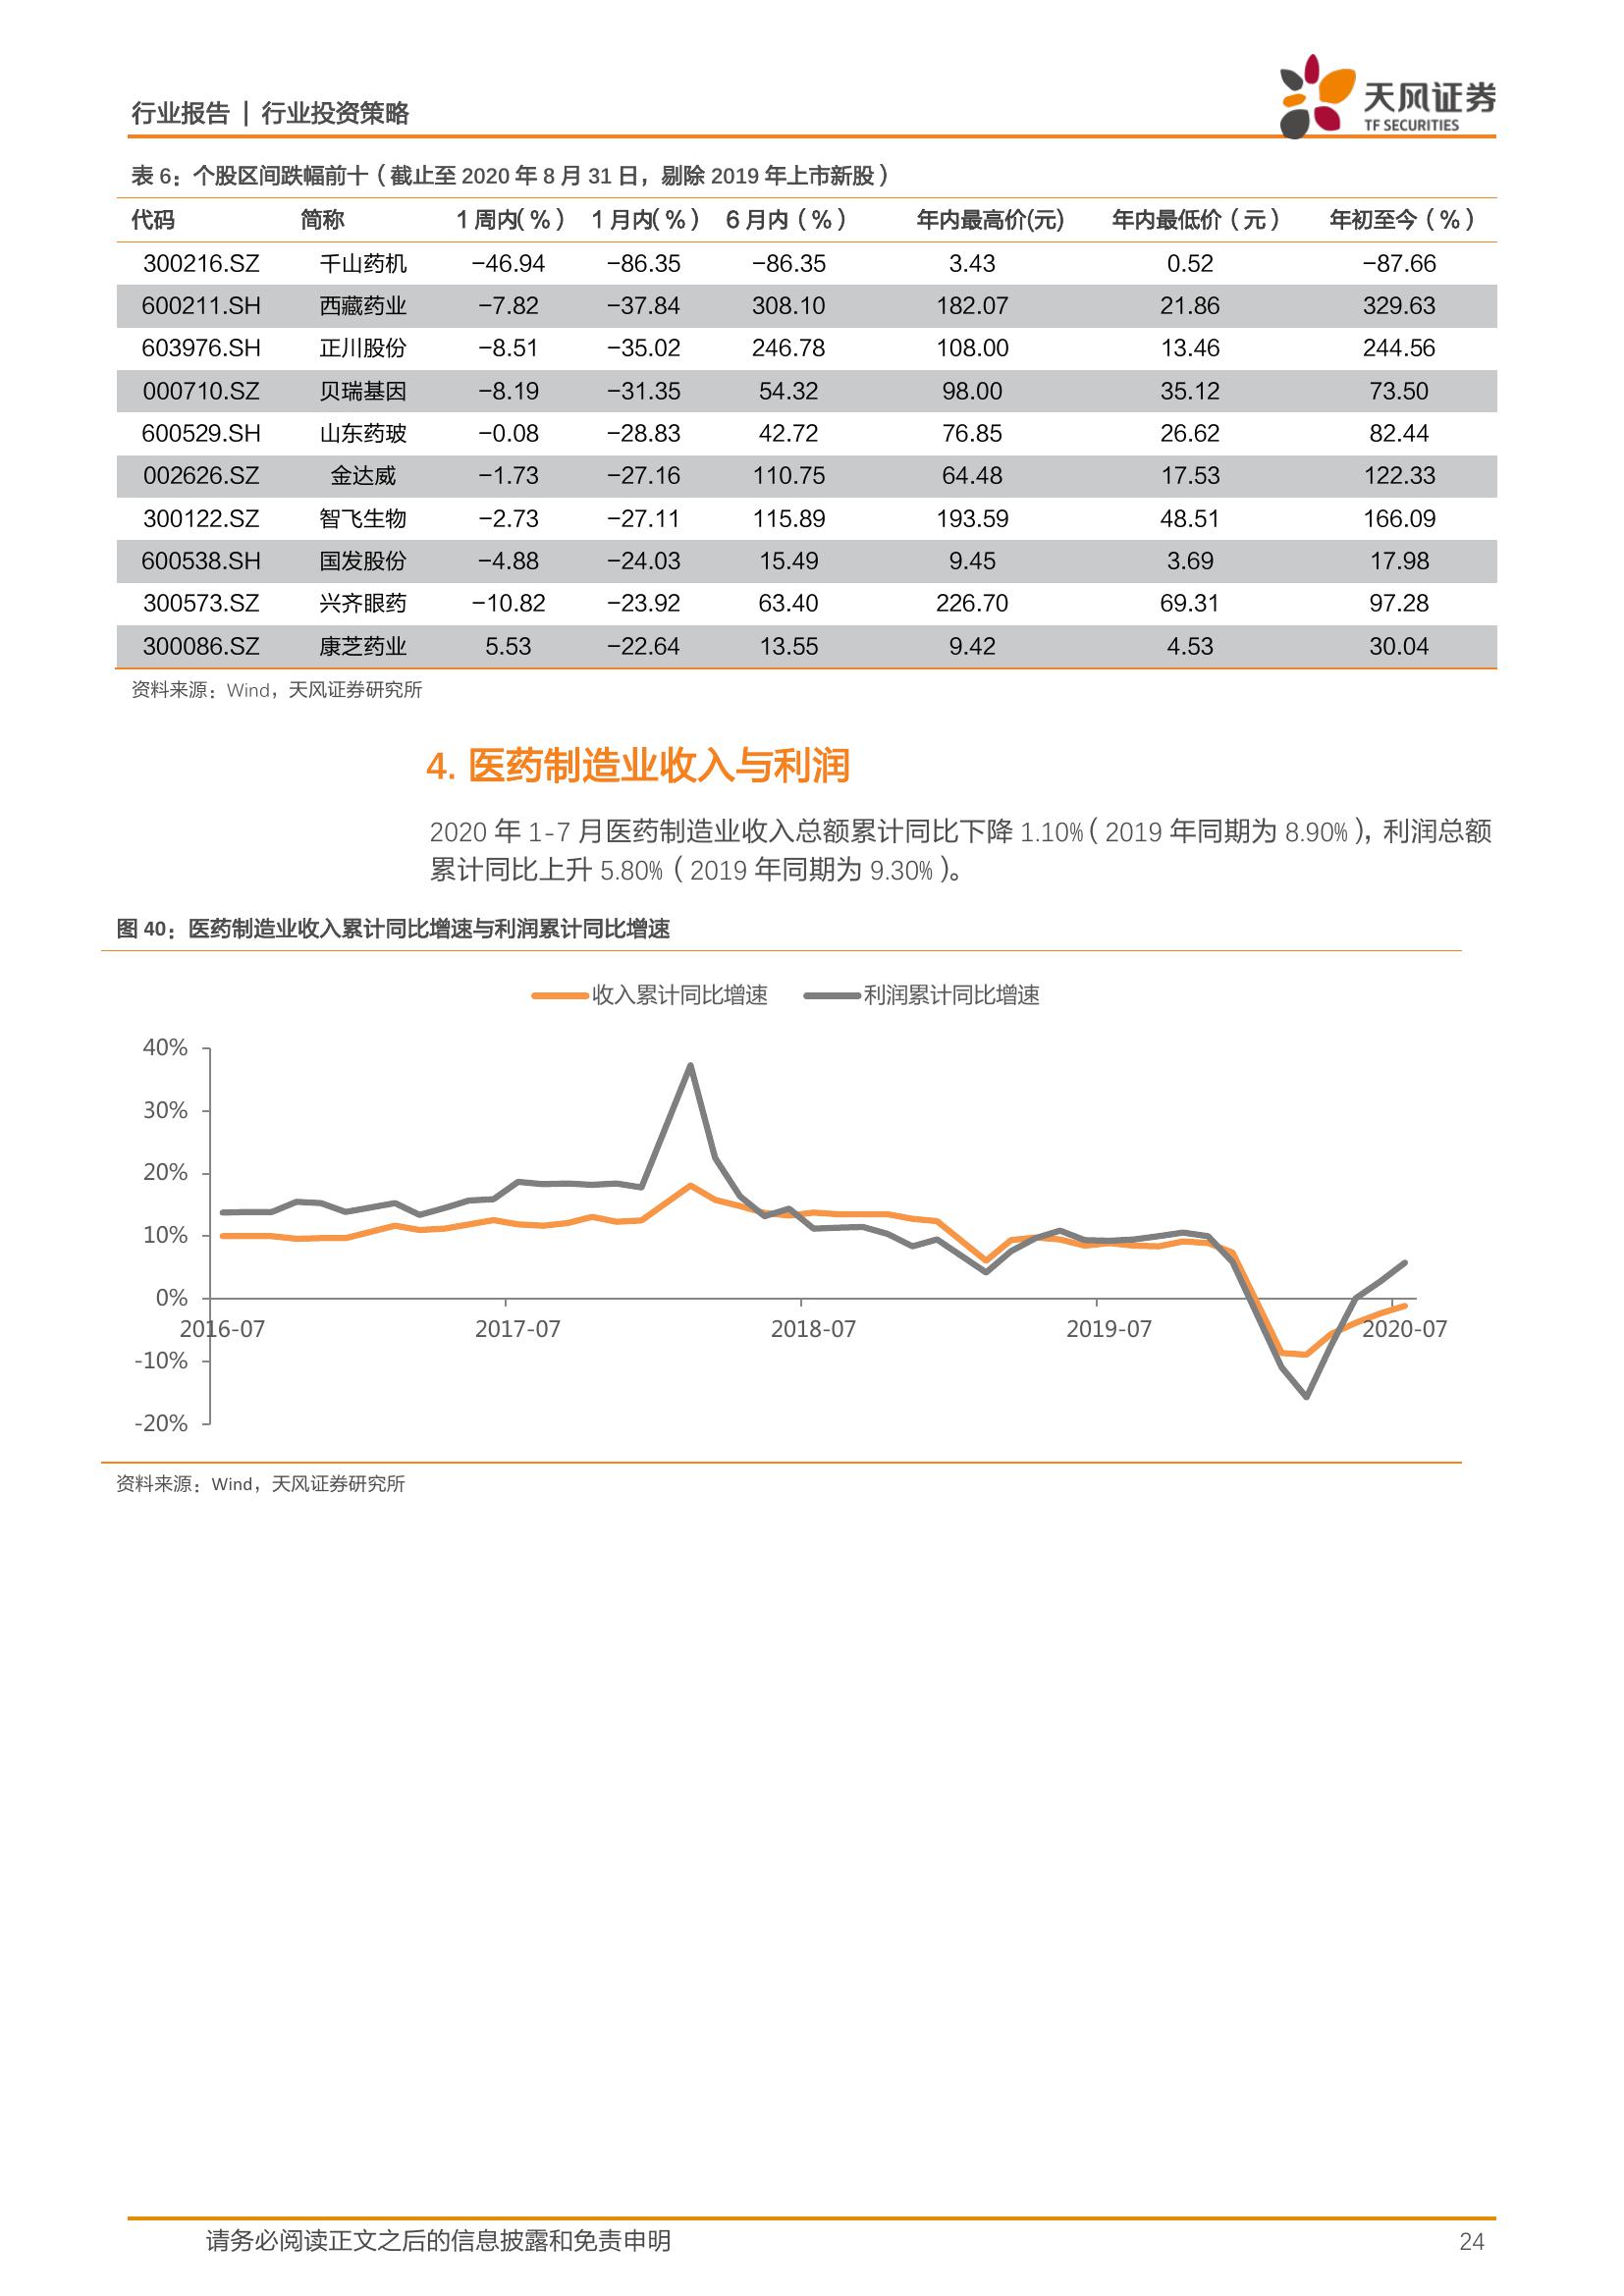 行业报告 | 行业投资策略
天风证券
TF SECURITIES
表 6：个股区间跌幅前十（截止至 2020 年 8 月 31 日，剔除 2019 年上市新股）
代码 简称 1 周内(%) 1 月内(%) 6 月内（%） 年内最高价(元) 年内最低价（元） 年初至今（%）
300216.SZ 千山药机 −46.94 −86.35 −86.35 3.43 0.52 −87.66
600211.SH 西藏药业 −7.82 −37.84 308.10 182.07 21.86 329.63
603976.SH 正川股份 −8.51 −35.02 246.78 108.00 13.46 244.56
000710.SZ 贝瑞基因 −8.19 −31.35 54.32 98.00 35.12 73.50
600529.SH 山东药玻 −0.08 −28.83 42.72 76.85 26.62 82.44
002626.SZ 金达威 −1.73 −27.16 110.75 64.48 17.53 122.33
300122.SZ 智飞生物 −2.73 −27.11 115.89 193.59 48.51 166.09
600538.SH 国发股份 −4.88 −24.03 15.49 9.45 3.69 17.98
300573.SZ 兴齐眼药 −10.82 −23.92 63.40 226.70 69.31 97.28
300086.SZ 康芝药业 5.53 −22.64 13.55 9.42 4.53 30.04
资料来源：Wind，天风证券研究所
4. 医药制造业收入与利润
2020 年 1-7 月医药制造业收入总额累计同比下降 1.10%（2019 年同期为 8.90%），利润总额
累计同比上升 5.80%（2019 年同期为 9.30%）。
图 40：医药制造业收入累计同比增速与利润累计同比增速
收入累计同比增速 利润累计同比增速
40%
30%
20%
10%
0%
2016-07 2017-07 2018-07 2019-07 2020-07
-10%
-20%
资料来源：Wind，天风证券研究所
请务必阅读正文之后的信息披露和免责申明 24